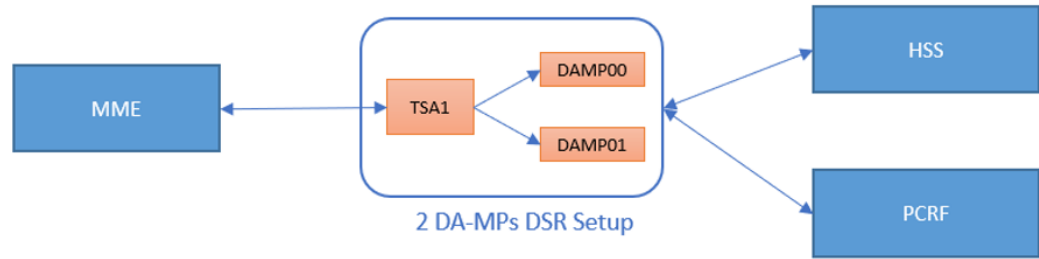 MME
TSA1
DAMP00
DAMP01
2 DA-MPs DSR Setup
HSS
PCRF